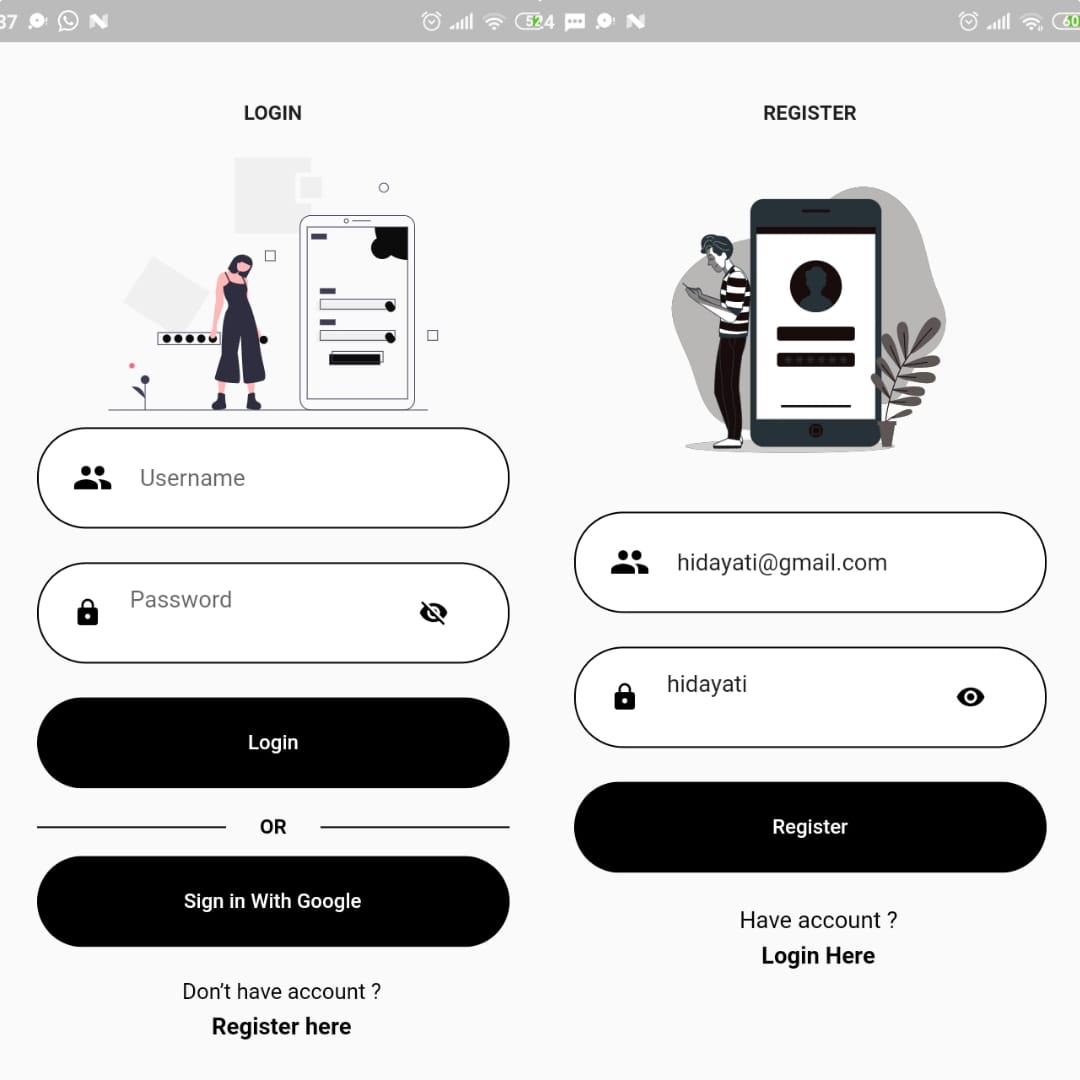 37
52
LOGIN
Username
Password
Login
OR
Sign in With Google
Don’t have account ?
Register here
4
60
REGISTER
hidayati@gmail.com
hidayati
Register
Have account ?
Login Here